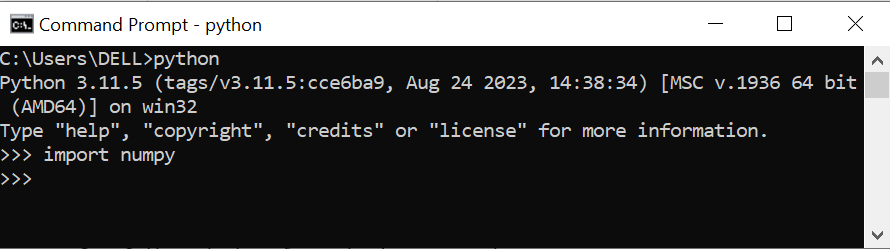 Command Prompt - python
C:\Users\DELL>python
Python 3.11.5 (tags/v3.11.5:cce6ba9, Aug 24 2023, 14:38:34) [MSC v.1936 64 bit
 (AMD64)] on win32
Type "help", "copyright", "credits" or "license" for more information.
>>> import numpy
>>>